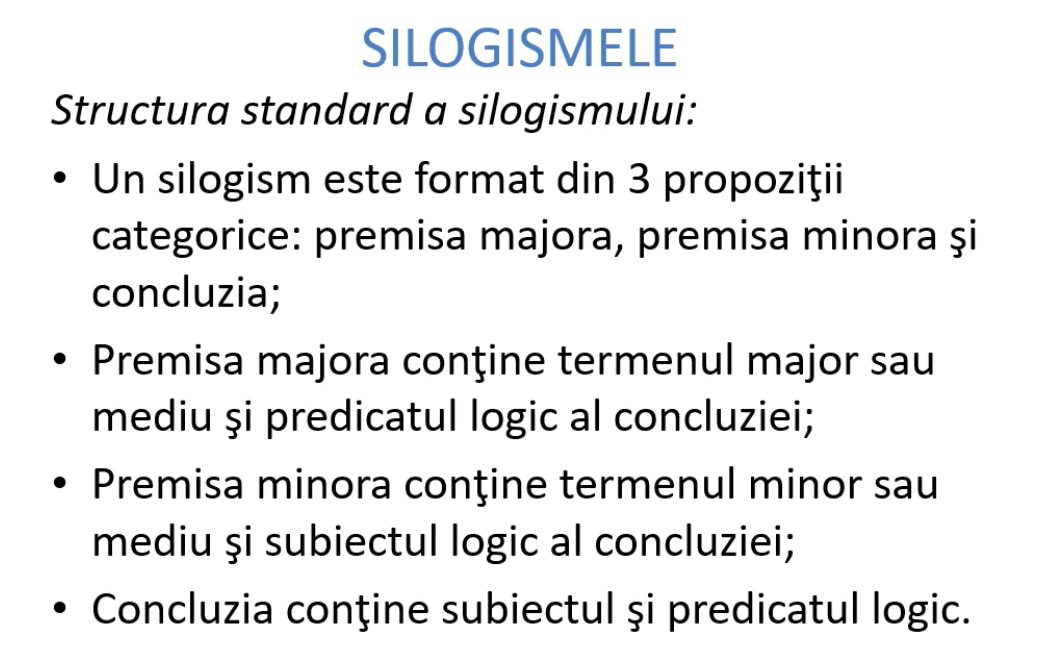 SILOGISMELE
Structura standard a silogismului:
• Un silogism este format din 3 propoziţii
categorice: premisa majora, premisa minora şi
concluzia;
• Premisa majora conţine termenul major sau
mediu şi predicatul logic al concluziei;
• Premisa minora conţine termenul minor sau
mediu şi subiectul logic al concluziei;
• Concluzia conţine subiectul şi predicatul logic.